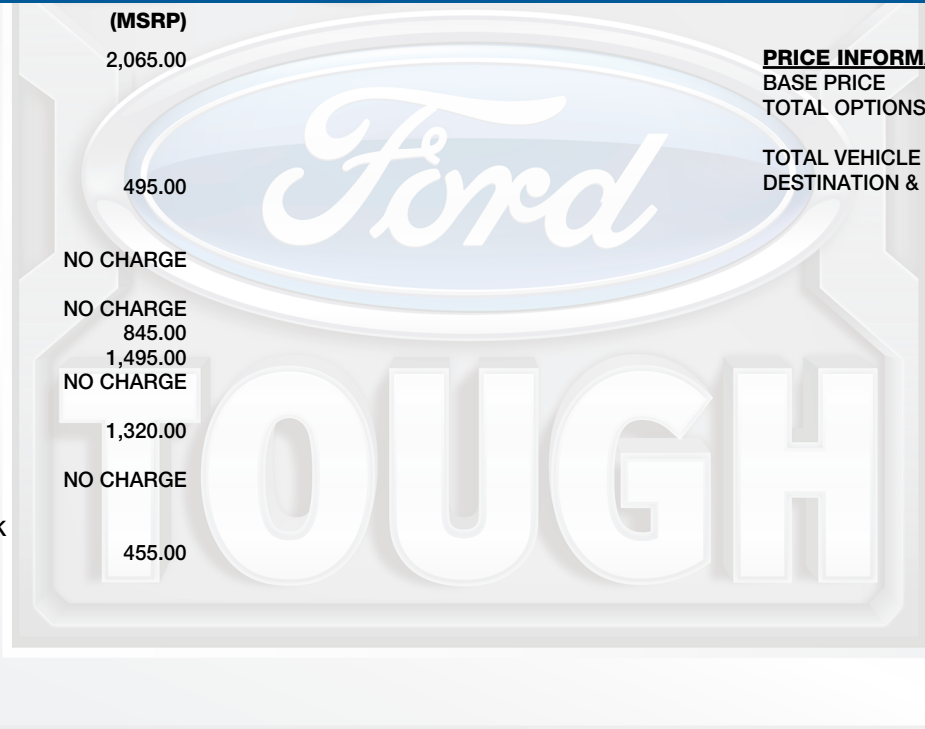 (MSRP)
2,065.00
495.00
NO CHARGE
NO CHARGE
845.00
1,495.00
NO CHARGE
1,320.00
NO CHARGE
K
455.00
PRICE INFORMA
BASE PRICE
TOTAL OPTIONS
TOTAL VEHICLE
DESTINATION &
Ford
TOUGH